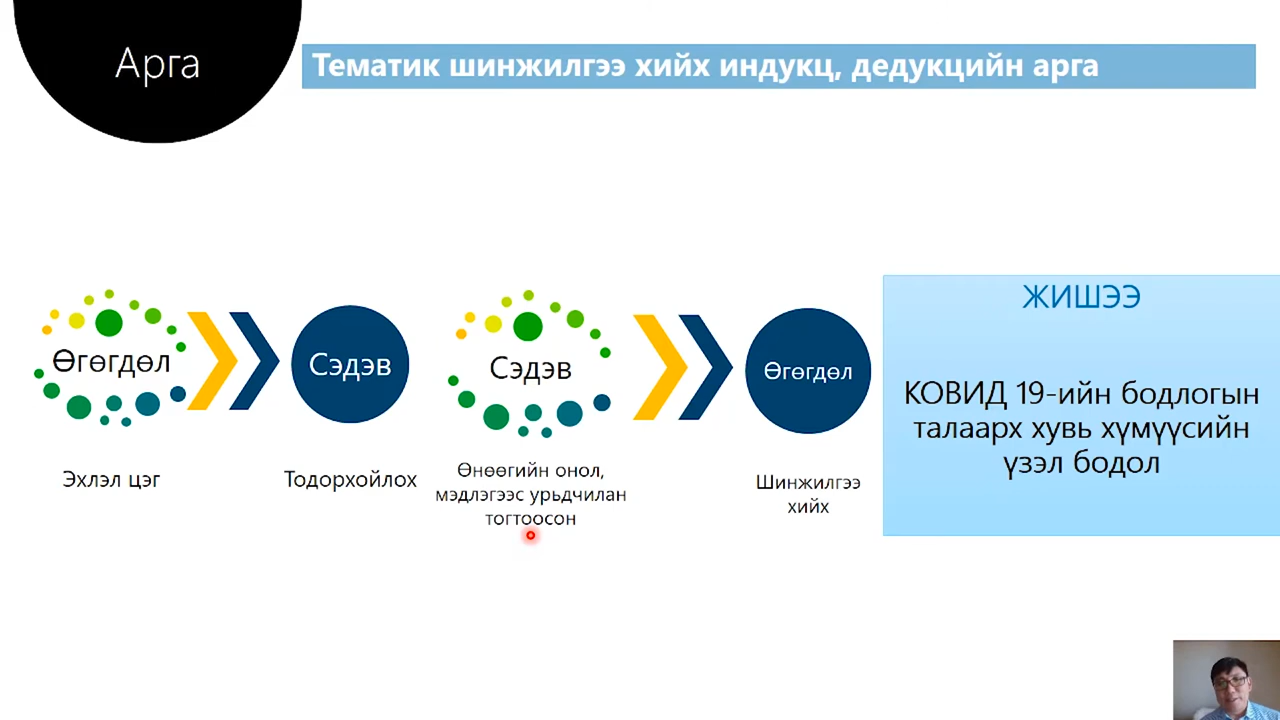 Арга
Тематик шинжилгээ хийх индукц, дедукцийн арга
Өгөгдөл
Эхлэл цэг
Сэдэв
Тодорхойлох
Сэдэв
Өнөөгийн онол,
мэдлэгээс урьдчилан
тогтоосон
Өгөгдөл
Шинжилгээ
хийх
ЖИШЭЭ
КОВИД 19-ийн бодлогын
талаарх хувь хүмүүсийн
үзэл бодол